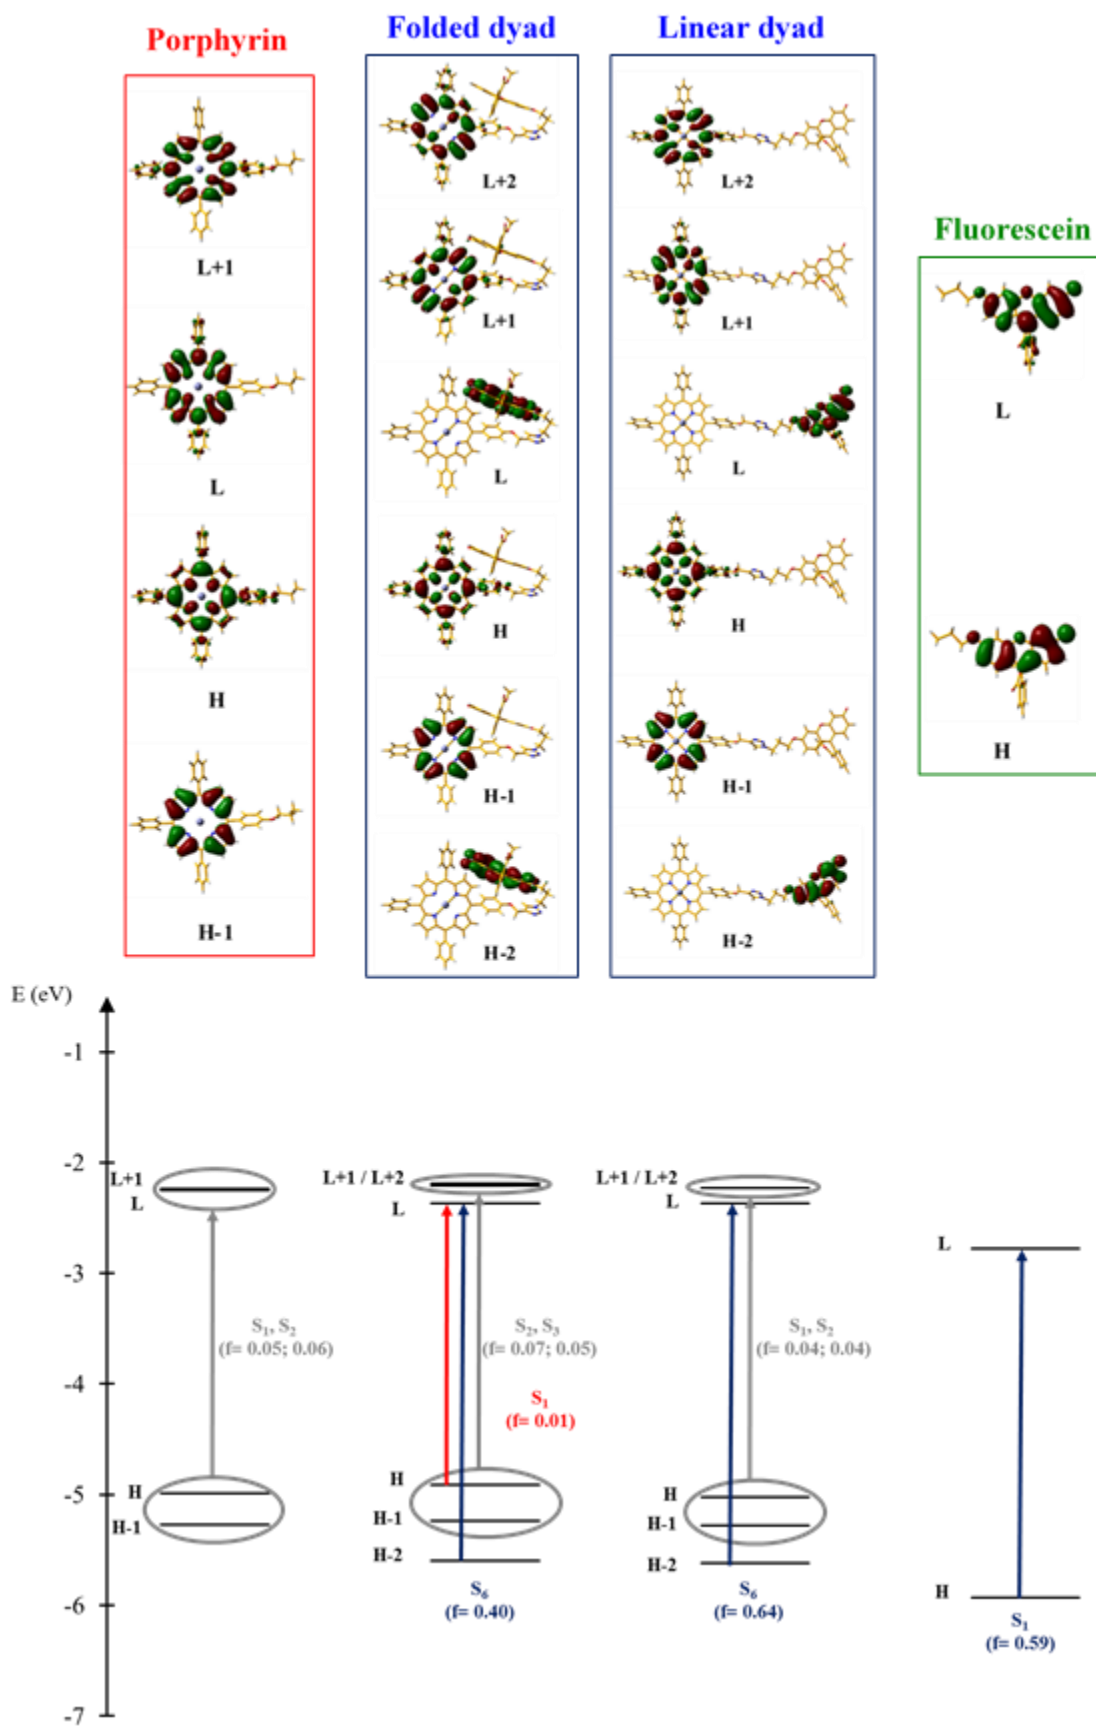 Porphyrin
L+1
L
H
H-1
Folded dyad
L+2
L+1
L
H
H-1
H-2
Linear dyad
L+2
L+1
L
H
H-1
H-2
Fluorescein
L
H
E (eV)
-1
-2
-3
-4
-5
-6
-7
L+1
L
S₁, S₂
(f= 0.05; 0.06)
H
H-1
L+1 / L+2
L
S₂, S₃
(f= 0.07; 0.05)
S₁
(f= 0.01)
H
H-1
H-2
S₆
(f= 0.40)
L+1 / L+2
L
S₁, S₂
(f= 0.04; 0.04)
H
H-1
H-2
S₆
(f= 0.64)
L
H
S₁
(f= 0.59)